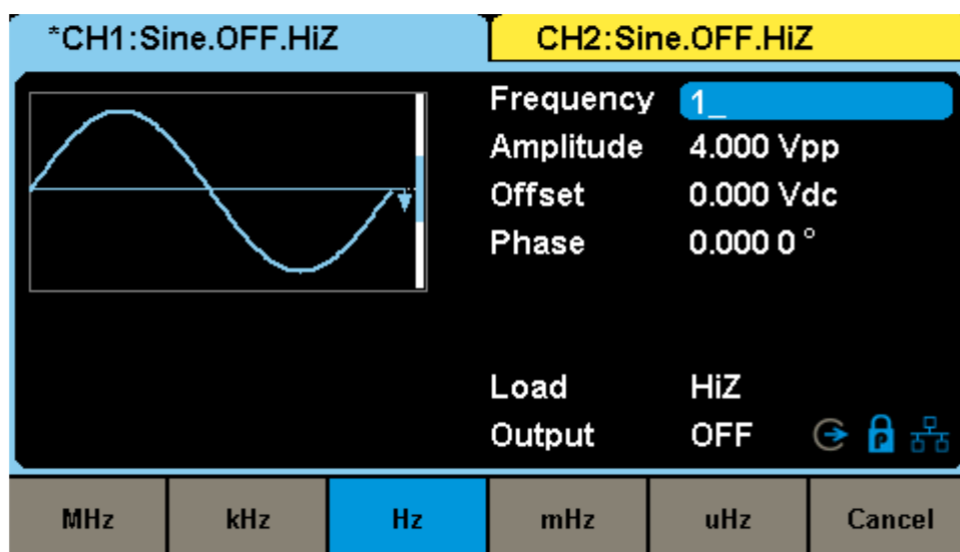 *CH1:Sine.OFF.HiZ CH2:Sine.OFF.HiZ
Frequency 1_
Amplitude 4.000 Vpp
Offset 0.000 Vdc
Phase 0.000 0 °
Load HiZ
Output OFF P
MHz kHz Hz mHz uHz Cancel